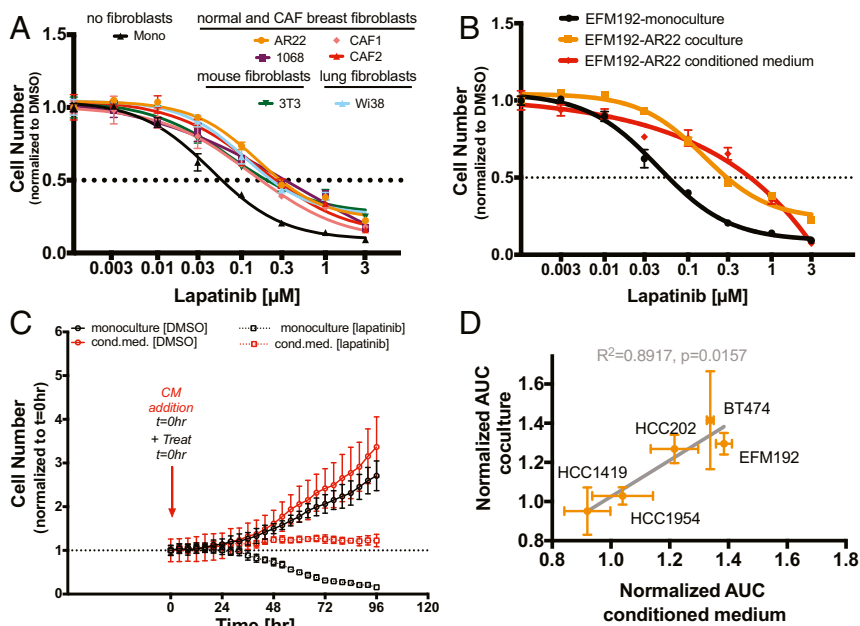 A
no fibroblasts
Mono
normal and CAF breast fibroblasts
AR22
CAF1
1068
CAF2
mouse fibroblasts
lung fibroblasts
3T3
Wi38
Cell Number
(normalized to DMSO)
1.5
1.0
0.5
0.0
0.003 0.01 0.03 0.1 0.3 1 3
Lapatinib [µM]
B
EFM192-monoculture
EFM192-AR22 coculture
EFM192-AR22 conditioned medium
Cell Number
(normalized to DMSO)
1.5
1.0
0.5
0.0
0.003 0.01 0.03 0.1 0.3 1 3
Lapatinib [µM]
C
monoculture [DMSO]
monoculture [lapatinib]
cond.med. [DMSO]
cond.med. [lapatinib]
Cell Number
(normalized to t=0hr)
6
5
4
3
2
1
0
CM
addition
t=0hr
+ Treat
t=0hr
0 24 48 72 96 120
Time [hr]
D
R2=0.8917, p=0.0157
Normalized AUC
coculture
1.6
1.4
1.2
1.0
0.8
BT474
HCC202
EFM192
HCC1419
HCC1954
0.8 1.0 1.2 1.4 1.6 1.8
Normalized AUC
conditioned medium